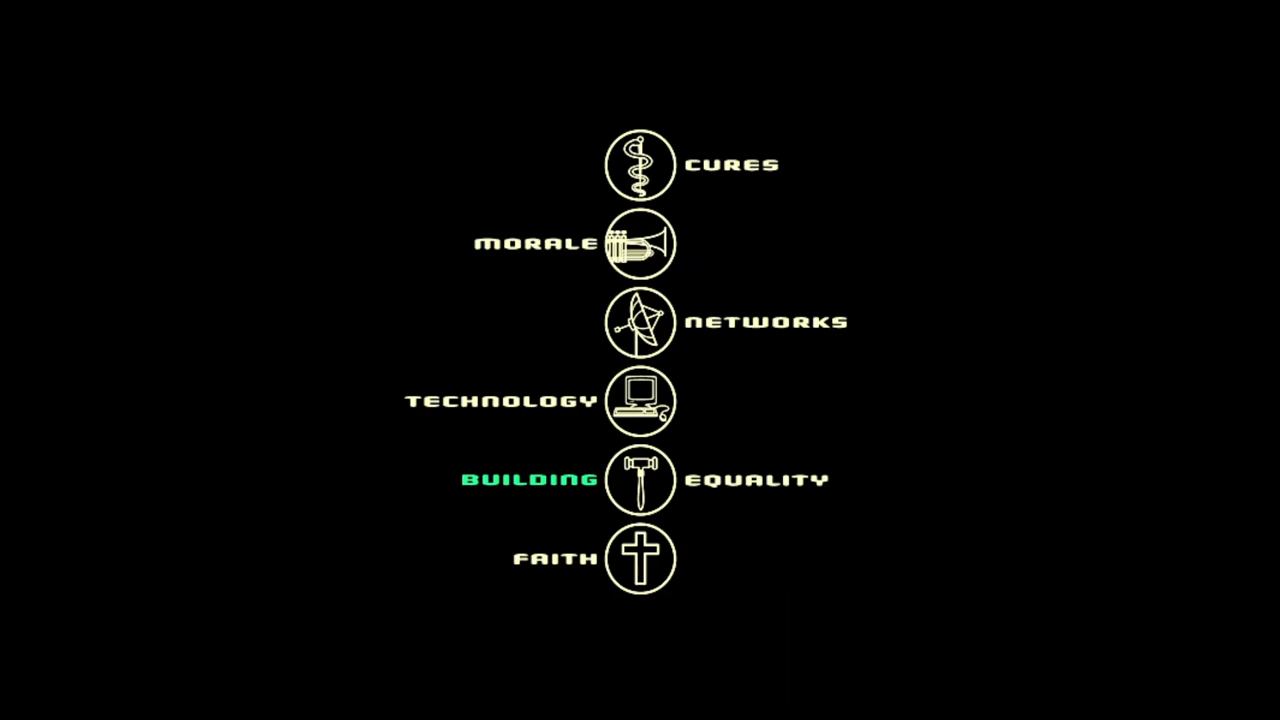 CURES
MORALE
NETWORKS
TECHNOLOGY
BUILDING EQUALITY
FAITH